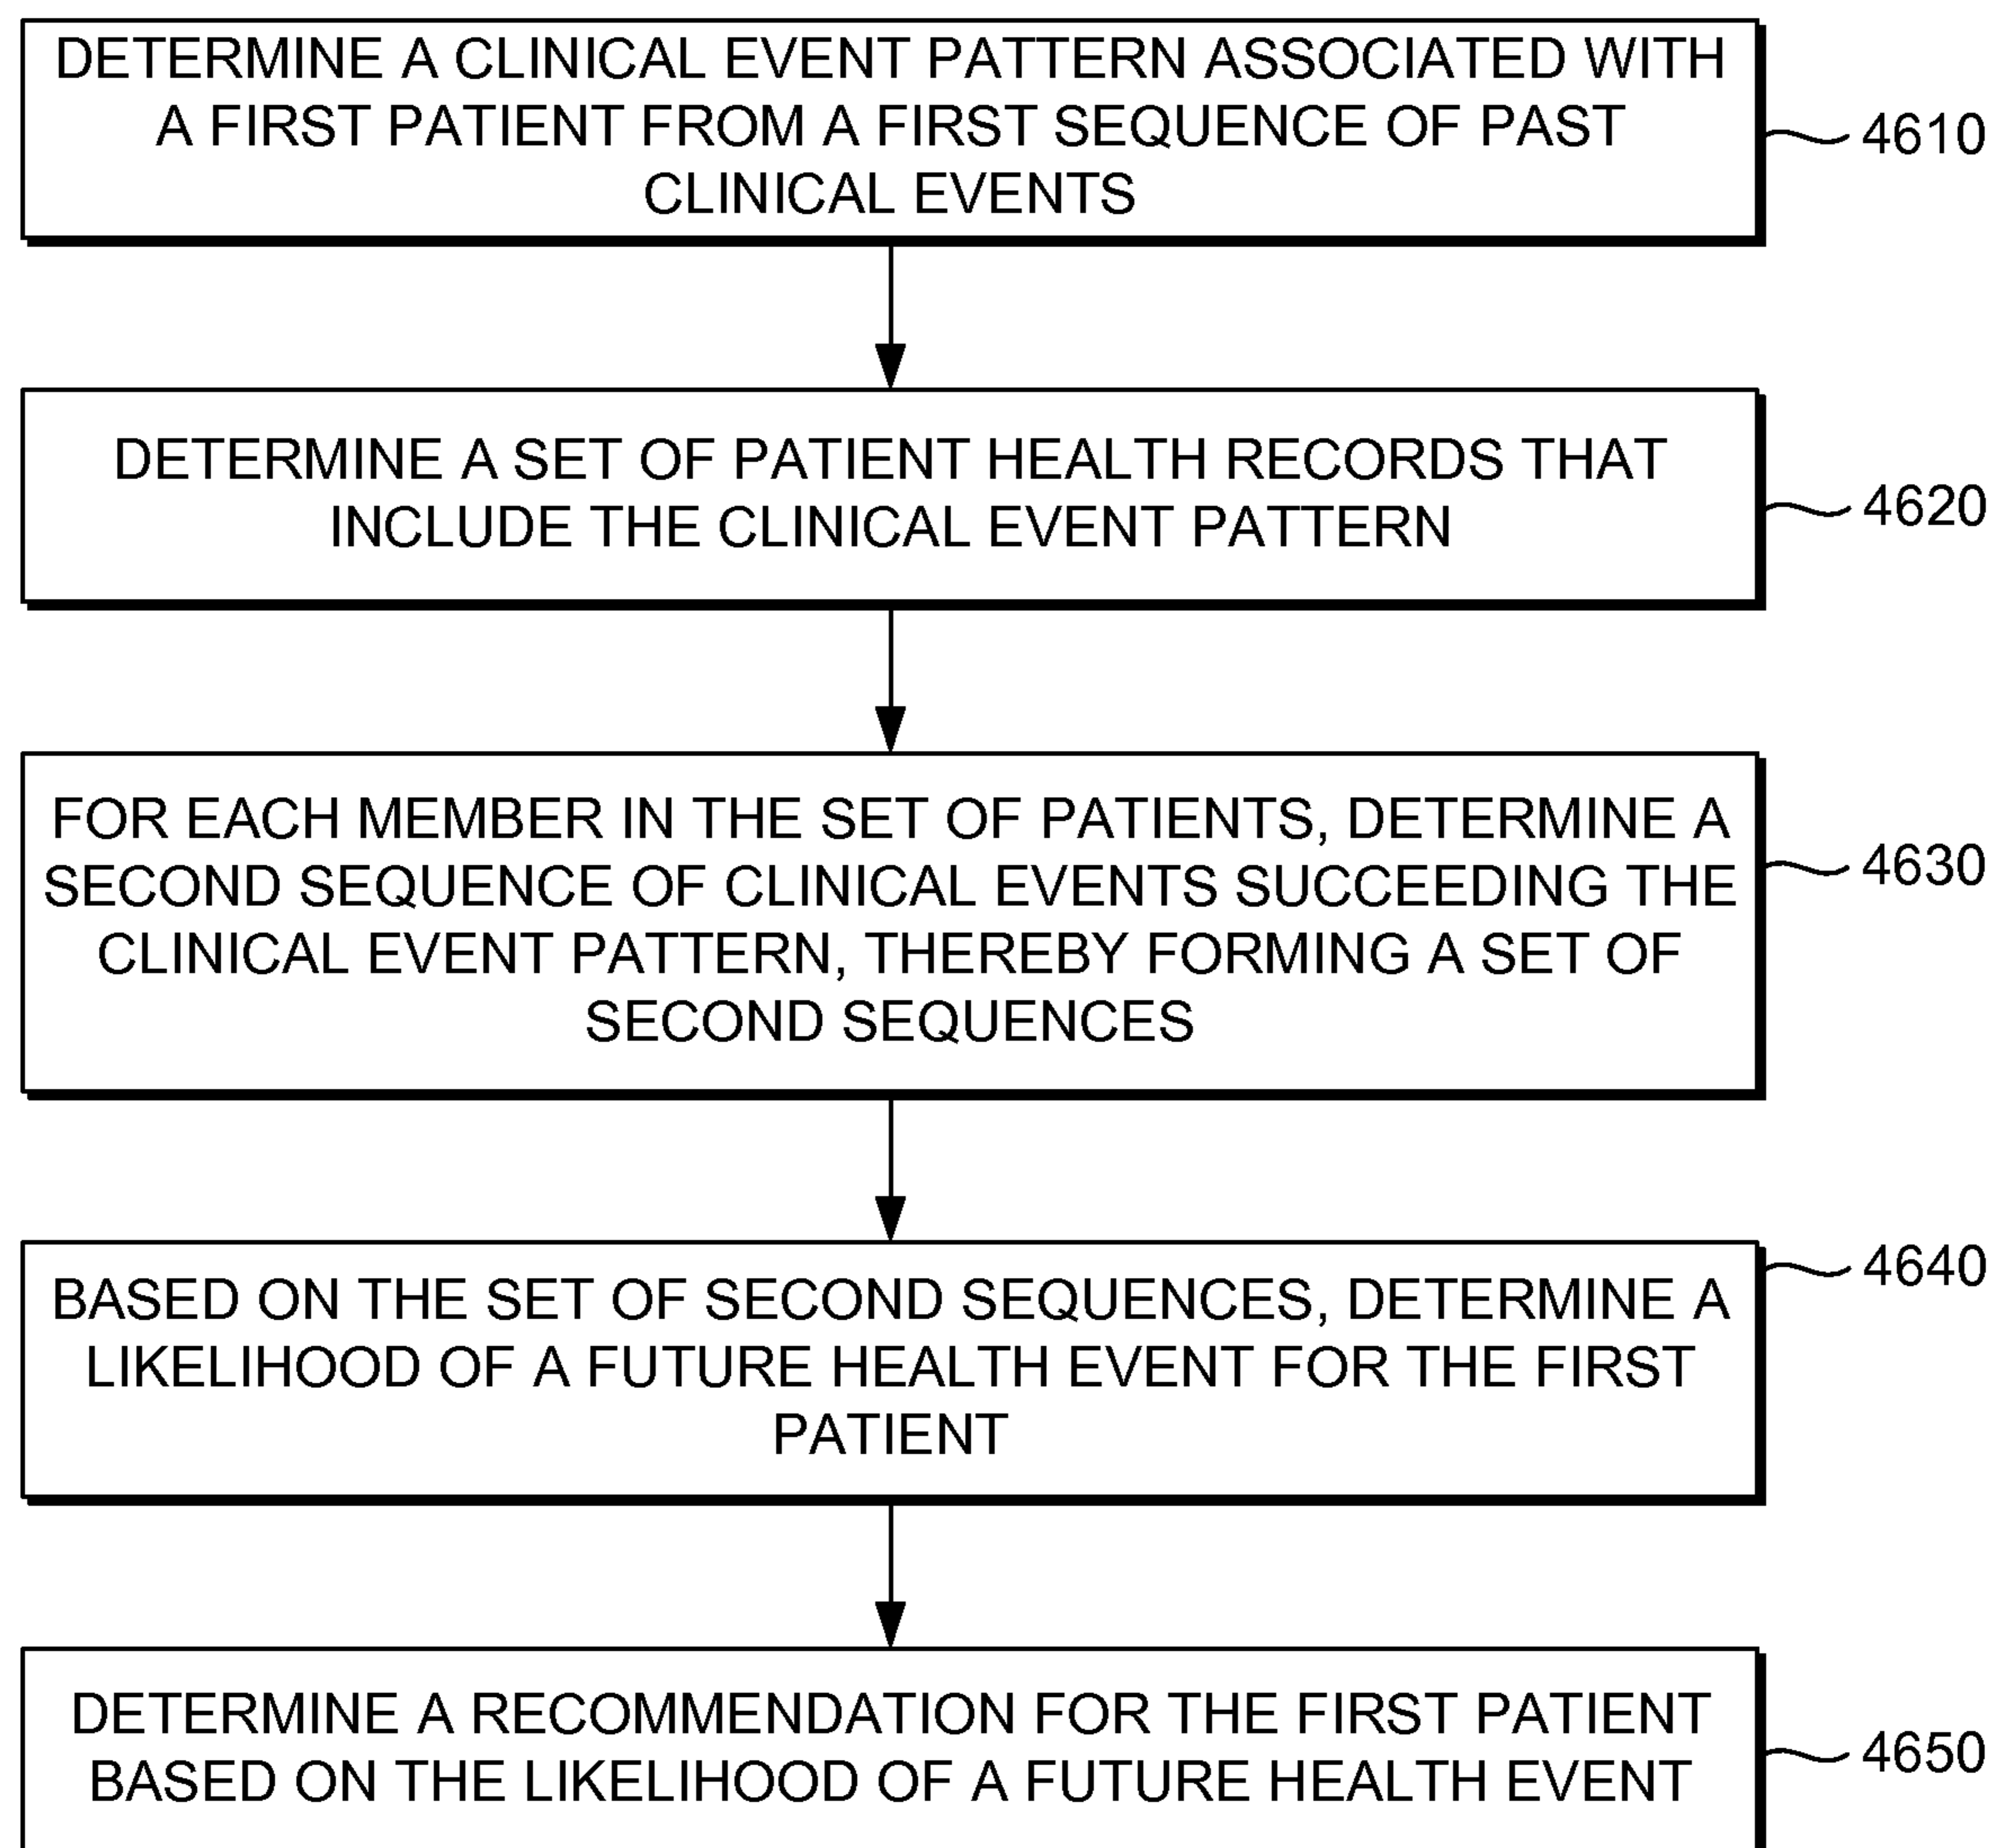 DETERMINE A CLINICAL EVENT PATTERN ASSOCIATED WITH
A FIRST PATIENT FROM A FIRST SEQUENCE OF PAST
CLINICAL EVENTS
4610
DETERMINE A SET OF PATIENT HEALTH RECORDS THAT
INCLUDE THE CLINICAL EVENT PATTERN
4620
FOR EACH MEMBER IN THE SET OF PATIENTS, DETERMINE A
SECOND SEQUENCE OF CLINICAL EVENTS SUCCEEDING THE
CLINICAL EVENT PATTERN, THEREBY FORMING A SET OF
SECOND SEQUENCES
4630
BASED ON THE SET OF SECOND SEQUENCES, DETERMINE A
LIKELIHOOD OF A FUTURE HEALTH EVENT FOR THE FIRST
PATIENT
4640
DETERMINE A RECOMMENDATION FOR THE FIRST PATIENT
BASED ON THE LIKELIHOOD OF A FUTURE HEALTH EVENT
4650